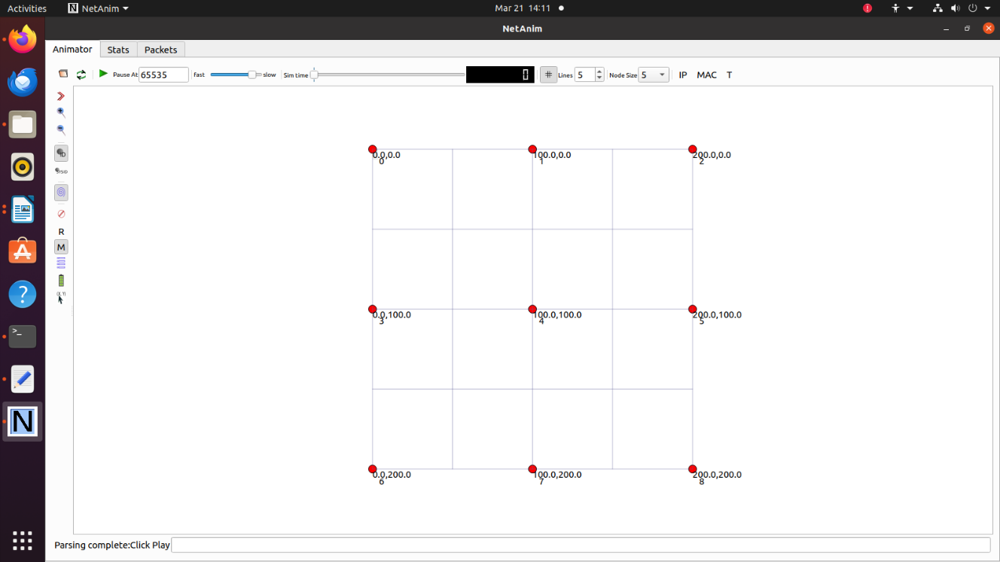 Activities NetAnim Mar 21 14:11
NetAnim
Animator Stats Packets
Pause At 65535 fast slow Sim time 0 # Lines 5 Node Size 5 IP MAC T
ID
SYSID
R
M
(X,Y)
0.0,0.0 100.0,0.0 200.0,0.0
0 1 2
0.0,100.0 100.0,100.0 200.0,100.0
3 4 5
0.0,200.0 100.0,200.0 200.0,200.0
6 7 8
Parsing complete:Click Play
N
>_
?
A